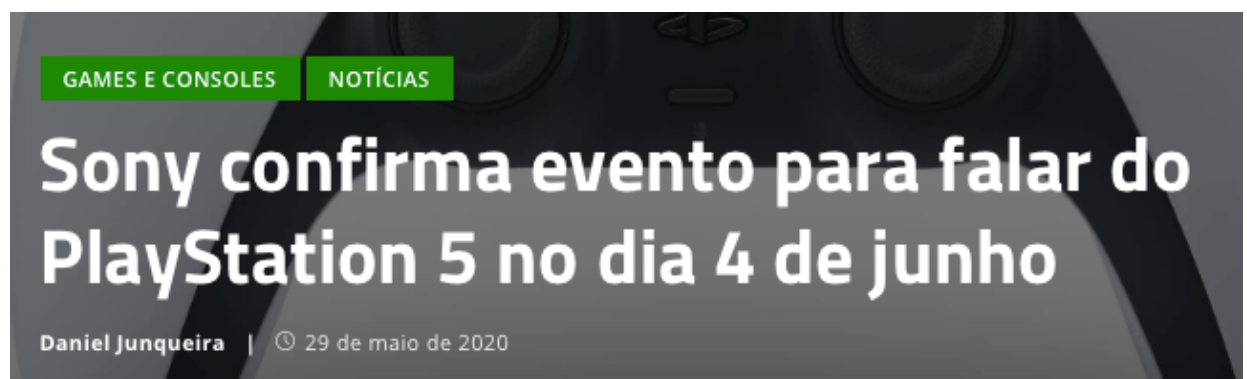 GAMES E CONSOLES NOTÍCIAS
Sony confirma evento para falar do
PlayStation 5 no dia 4 de junho
Daniel Junqueira | 29 de maio de 2020